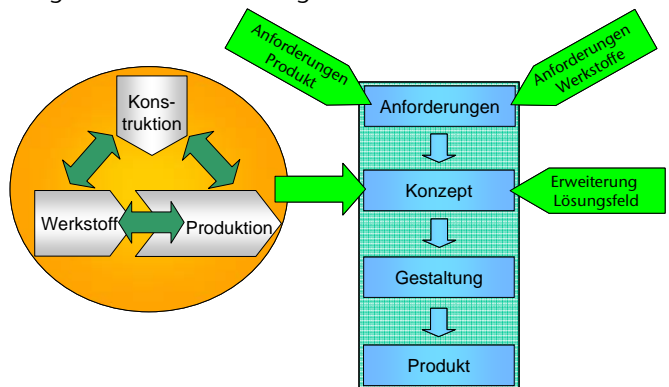 Anforderungen
Produkt
Anforderungen
Werkstoffe
Kons-
truktion
Anforderungen
Werkstoff
Produktion
Konzept
Erweiterung
Lösungsfeld
Gestaltung
Produkt